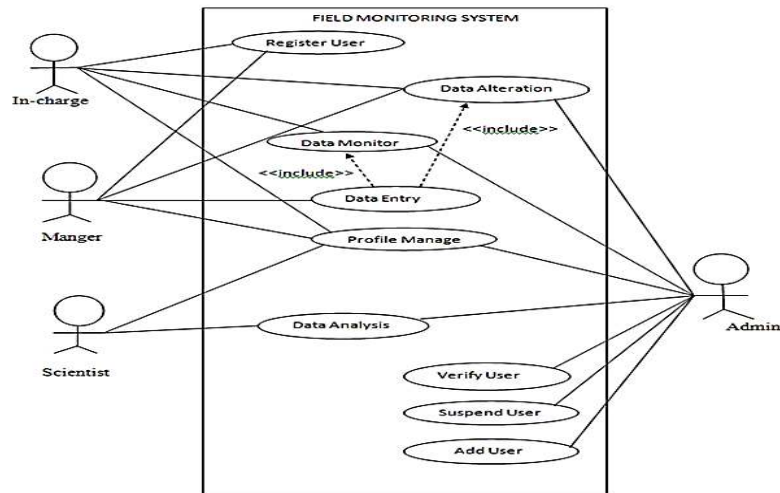 FIELD MONITORING SYSTEM
Register User
In-charge
Data Alteration
<<include>>
Data Monitor
<<include>>
Data Entry
Manger
Profile Manage
Data Analysis
Admin
Scientist
Verify User
Suspend User
Add User